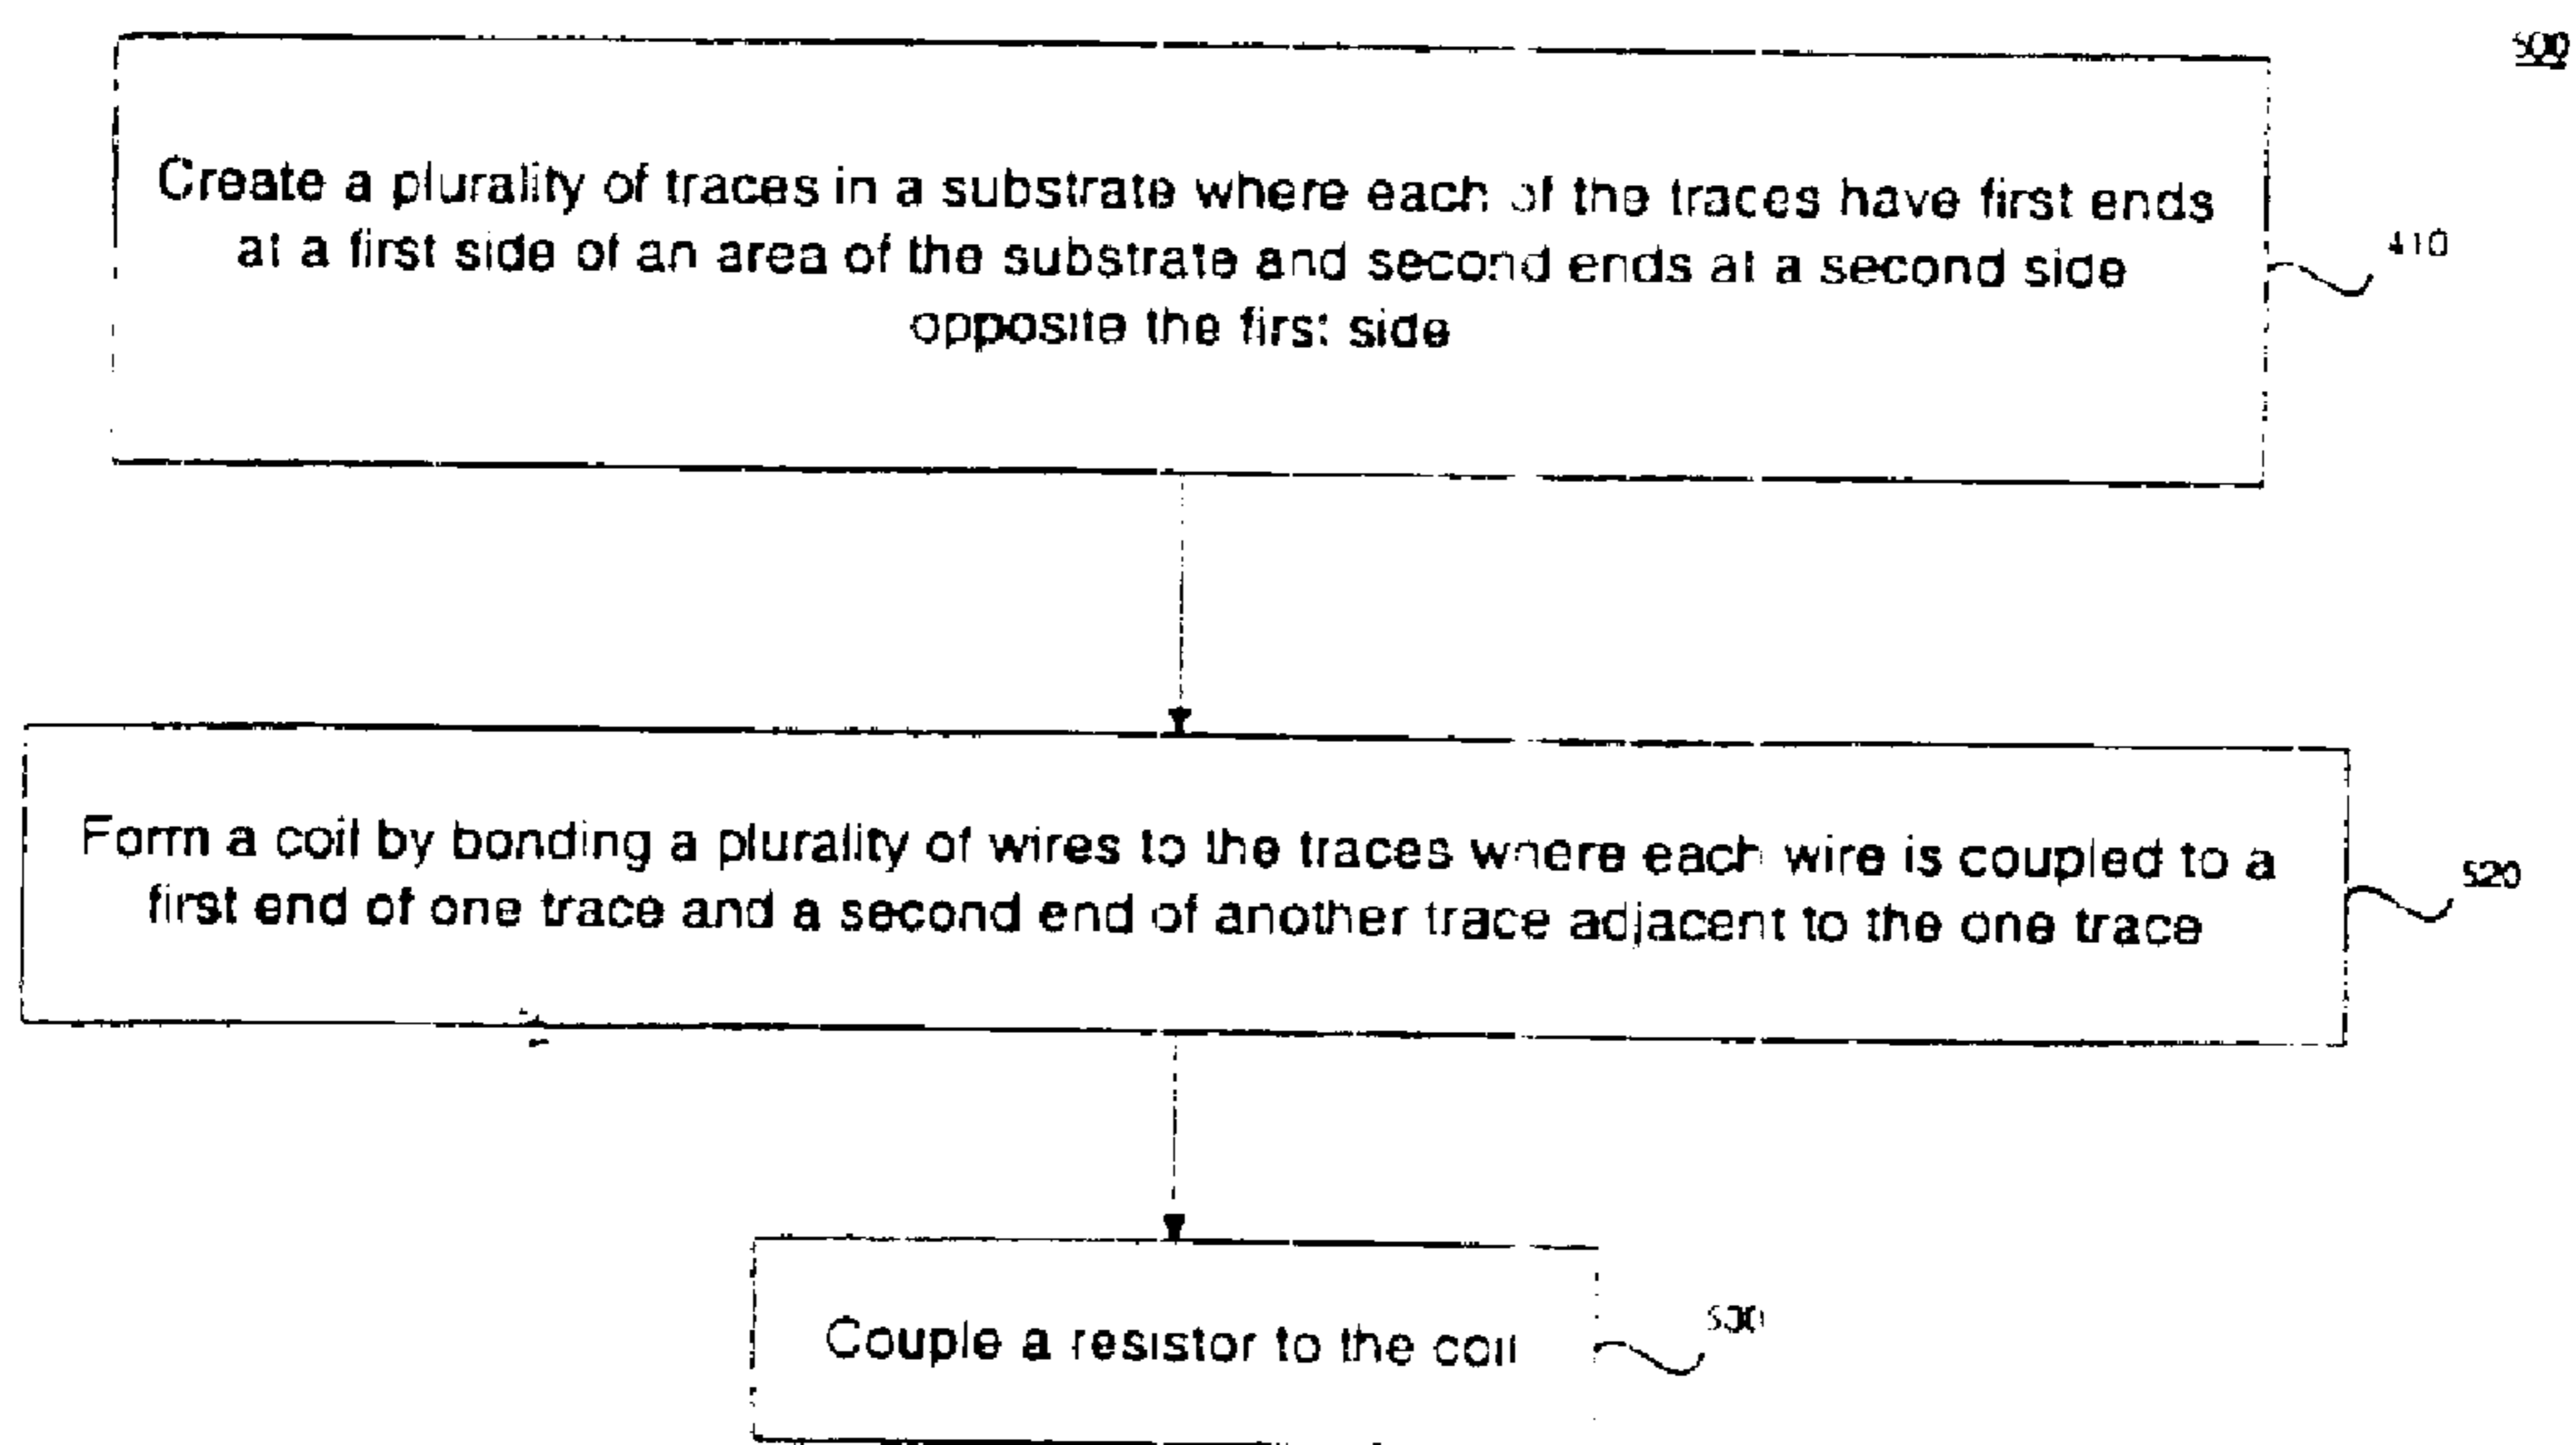 500
Create a plurality of traces in a substrate where each of the traces have first ends
at a first side of an area of the substrate and second ends at a second side
opposite the first side
410
Form a coil by bonding a plurality of wires to the traces where each wire is coupled to a
first end of one trace and a second end of another trace adjacent to the one trace
520
Couple a resistor to the coil
530